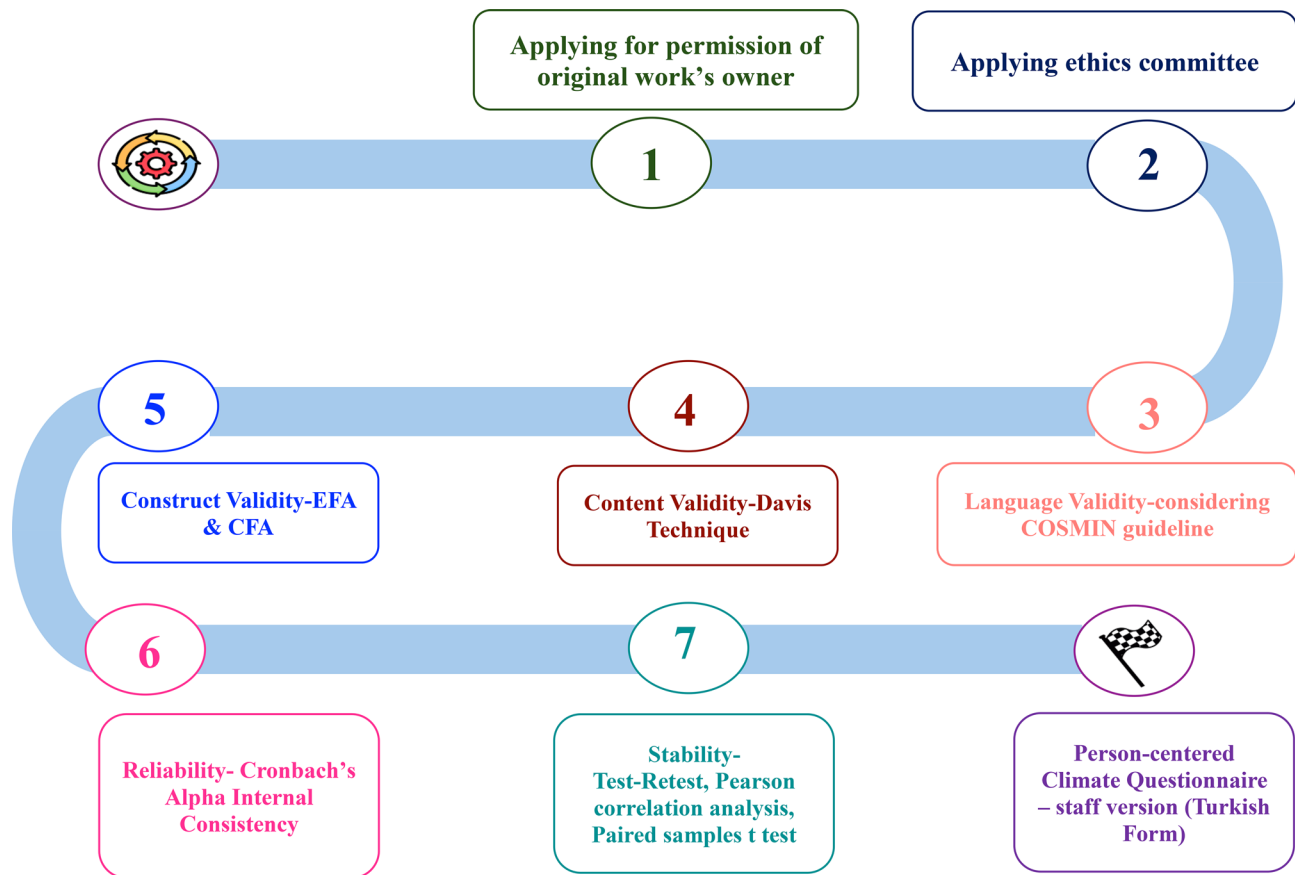 Applying for permission of
original work's owner
Applying ethics committee
1
2
5
4
3
Construct Validity-EFA
& CFA
Content Validity-Davis
Technique
Language Validity-considering
COSMIN guideline
6
7
Reliability- Cronbach's
Alpha Internal
Consistency
Stability-
Test-Retest, Pearson
correlation analysis,
Paired samples t test
Person-centered
Climate Questionnaire
– staff version (Turkish
Form)